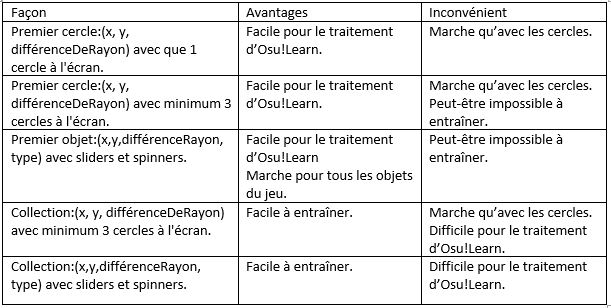 Façon
Avantages
Inconvénient
Premier cercle:(x, y,
différenceDeRayon) avec que 1
cercle à l'écran.
Facile pour le traitement
d’Osu!Learn.
Marche qu’avec les cercles.
Premier cercle:(x, y,
différenceDeRayon) avec minimum 3
cercles à l'écran.
Facile pour le traitement
d’Osu!Learn.
Marche qu’avec les cercles.
Peut-être impossible à
entraîner.
Premier objet:(x,y,différenceRayon,
type) avec sliders et spinners.
Facile pour le traitement
d’Osu!Learn
Marche pour tous les objets
du jeu.
Peut-être impossible à
entraîner.
Collection:(x, y, différenceDeRayon)
avec minimum 3 cercles à l'écran.
Facile à entraîner.
Marche qu’avec les cercles.
Difficile pour le traitement
d’Osu!Learn.
Collection:(x,y,différenceRayon,
type) avec sliders et spinners.
Facile à entraîner.
Difficile pour le traitement
d’Osu!Learn.